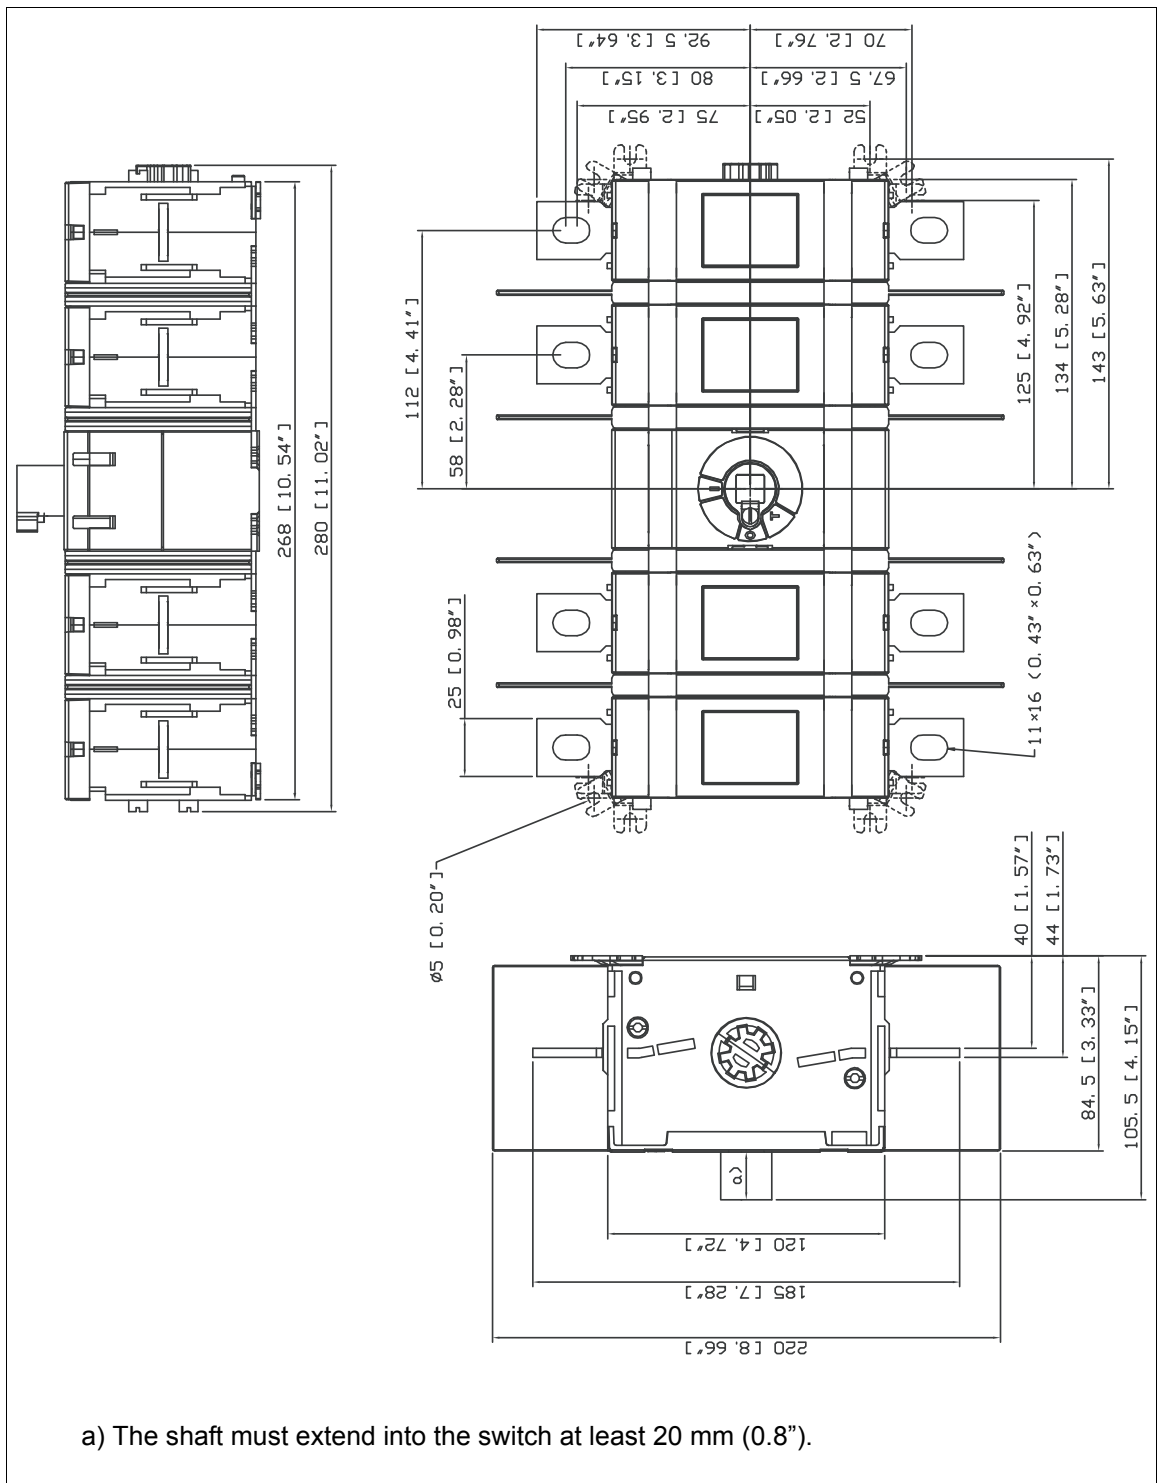 92. 5 [3. 64″]
70 [2. 76″]
80 [3. 15″]
67. 5 [2. 66″]
75 [2. 95″]
52 [2. 05″]
112 [4. 41″]
58 [2. 28″]
125 [4. 92″]
134 [5. 28″]
143 [5. 63″]
268 [10. 54″]
280 [11. 02″]
I
O
T
25 [0. 98″]
11×16 (0. 43″×0. 63″)
ø5 [0. 20″]
40 [1. 57″]
44 [1. 73″]
84. 5 [3. 33″]
105. 5 [4. 15″]
a)
120 [4. 72″]
185 [7. 28″]
220 [8. 66″]
a) The shaft must extend into the switch at least 20 mm (0.8”).